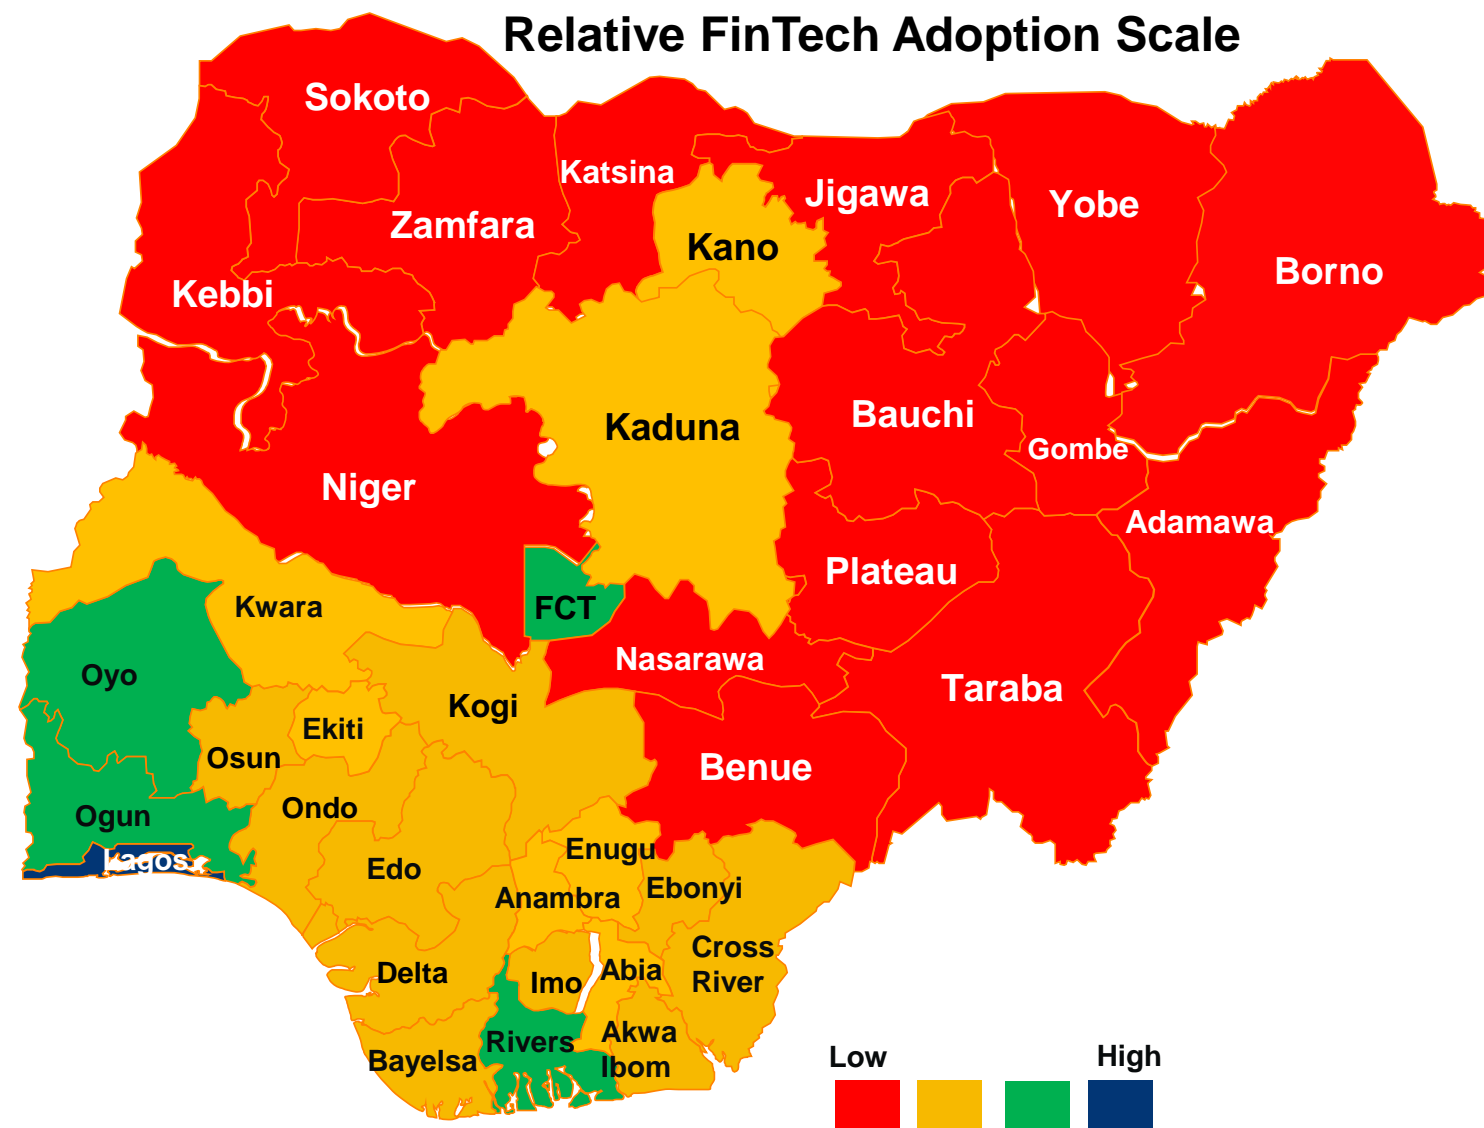 Relative FinTech Adoption Scale
Sokoto
Katsina
Jigawa
Yobe
Zamfara
Kano
Borno
Kebbi
Kaduna
Bauchi
Gombe
Niger
Adamawa
Plateau
FCT
Kwara
Nasarawa
Oyo
Taraba
Kogi
Ekiti
Osun
Benue
Ondo
Ogun
Lagos
Enugu
Edo
Ebonyi
Anambra
Cross
River
Delta
Imo
Abia
Akwa
Ibom
Rivers
Bayelsa
Low
High